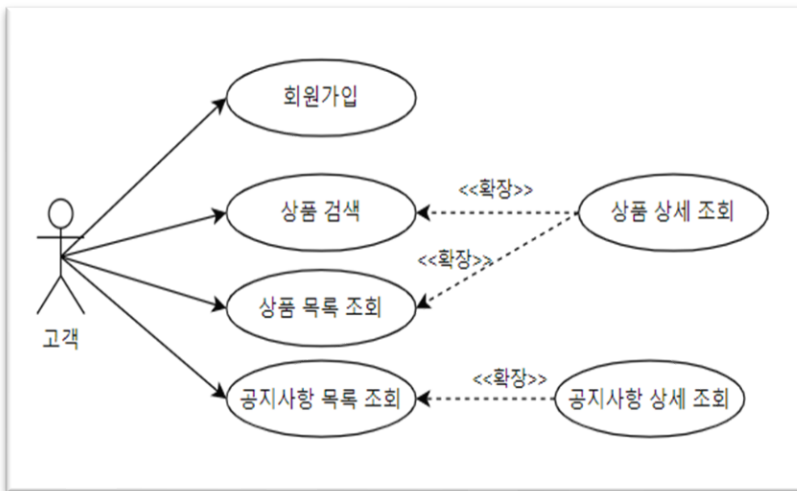 회원가입
상품 검색
<<확장>>
상품 상세 조회
<<확장>>
상품 목록 조회
고객
공지사항 목록 조회
<<확장>>
공지사항 상세 조회